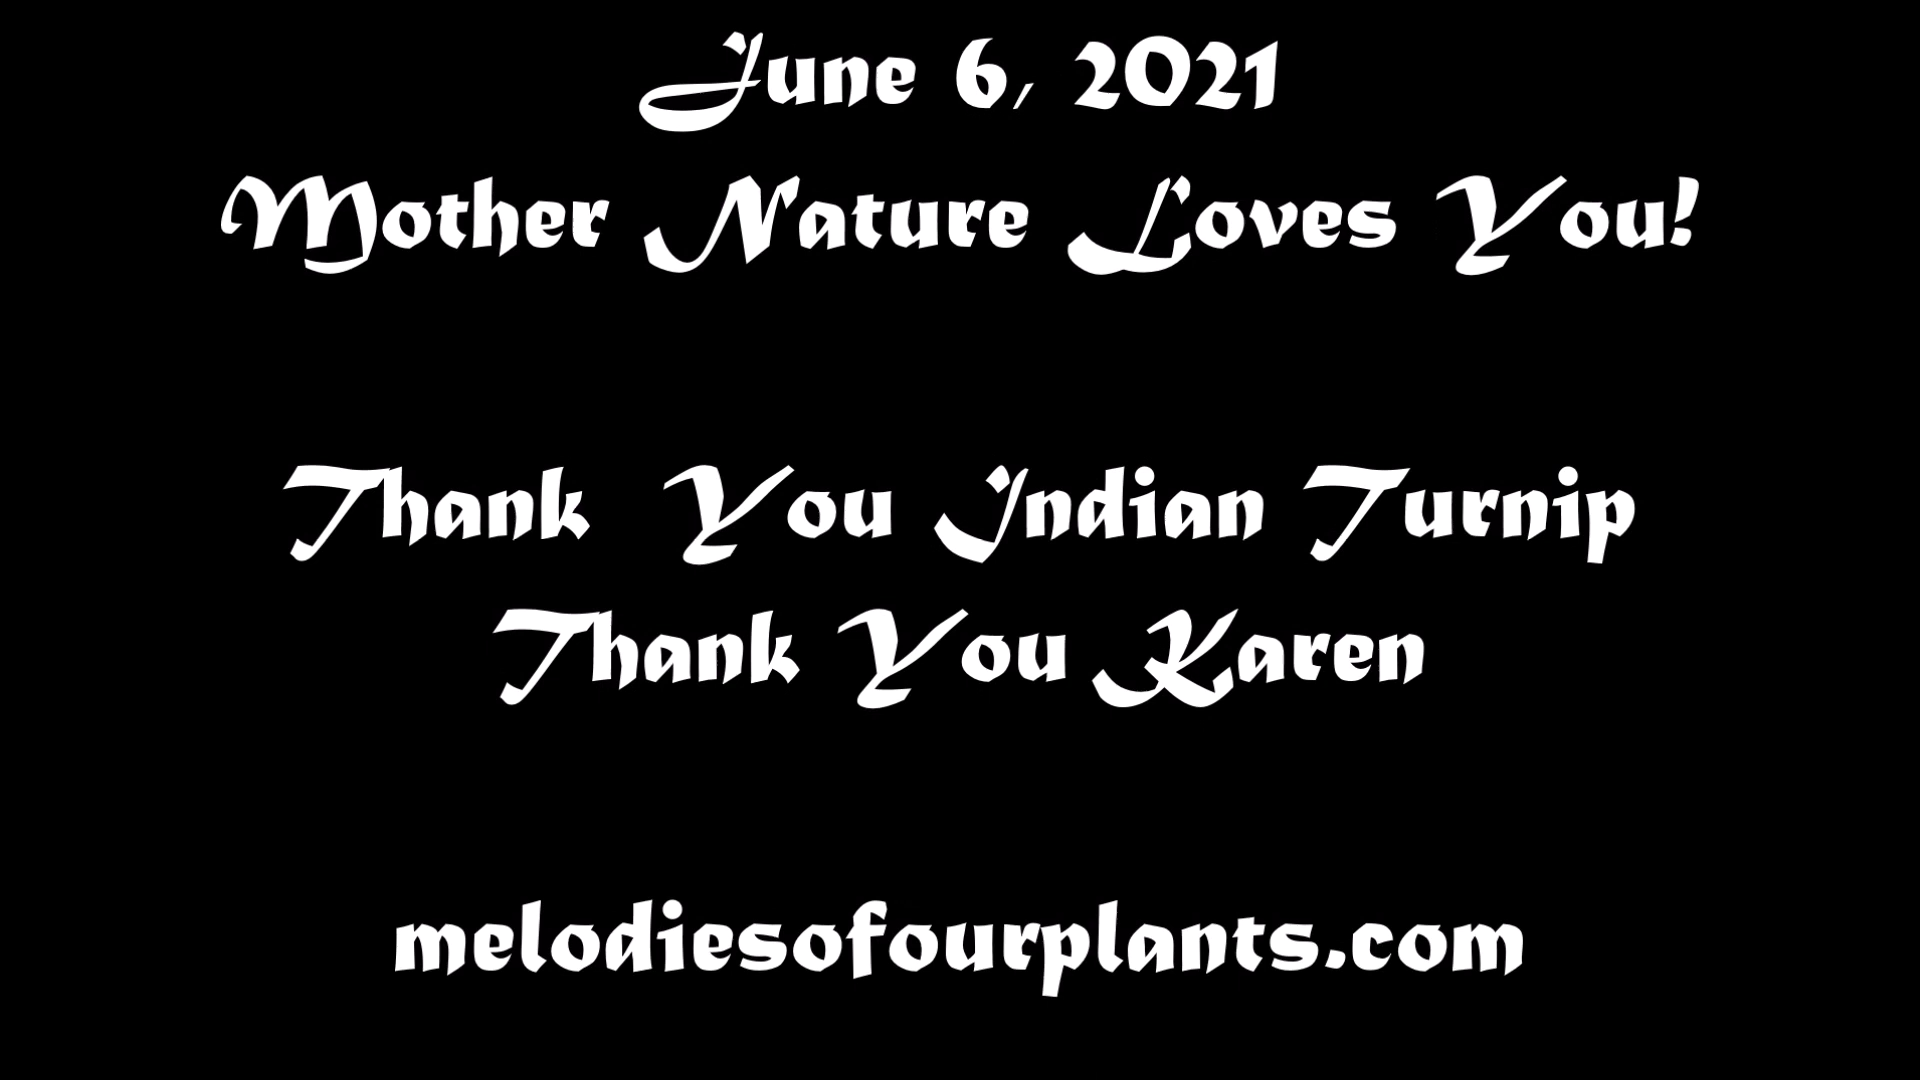 June 6, 2021
Mother Nature Loves You!
Thank You Indian Turnip
Thank You Karen
melodiesofourplants.com